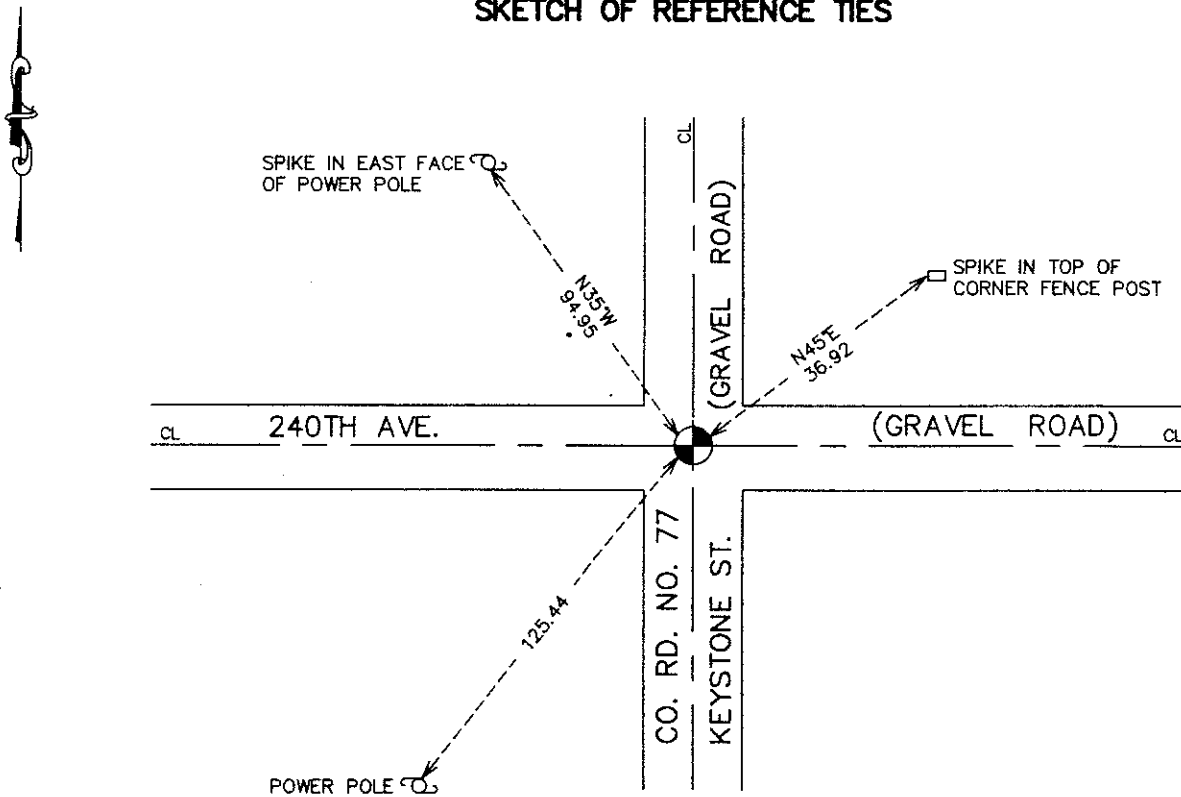 SKETCH OF REFERENCE TIES
SPIKE IN EAST FACE
OF POWER POLE
CL
(GRAVEL ROAD)
SPIKE IN TOP OF
CORNER FENCE POST
N35°W
94.95
N45°E
36.92
CL
240TH AVE.
(GRAVEL ROAD)
CL
CO. RD. NO. 77
KEYSTONE ST.
125.44
POWER POLE